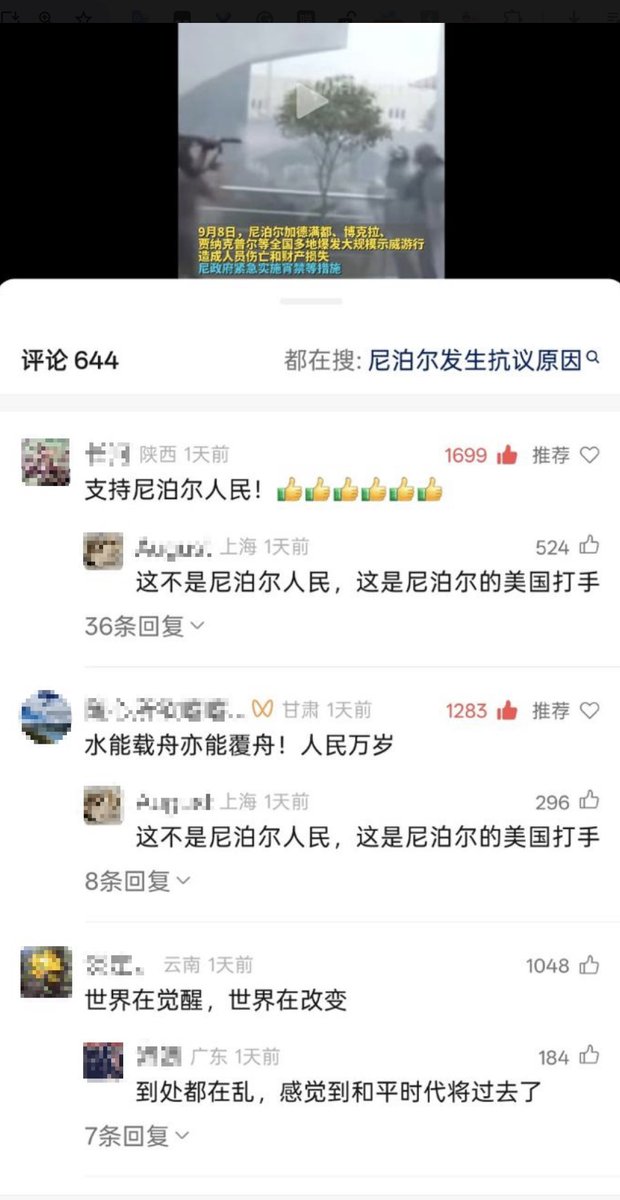 9月8日,尼泊尔加德满都、博克拉、
贾纳克普尔等全国多地爆发大规模示威游行
造成人员伤亡和财产损失
尼政府紧急实施宵禁等措施
评论 644
都在搜: 尼泊尔发生抗议原因
陕西 1天前
1699 推荐
支持尼泊尔人民!👍👍👍👍👍👍
August. 上海 1天前
524
这不是尼泊尔人民,这是尼泊尔的美国打手
36条回复
甘肃 1天前
1283 推荐
水能载舟亦能覆舟!人民万岁
August 上海 1天前
296
这不是尼泊尔人民,这是尼泊尔的美国打手
8条回复
云南 1天前
1048
世界在觉醒,世界在改变
广东 1天前
184
到处都在乱,感觉到和平时代将过去了
7条回复